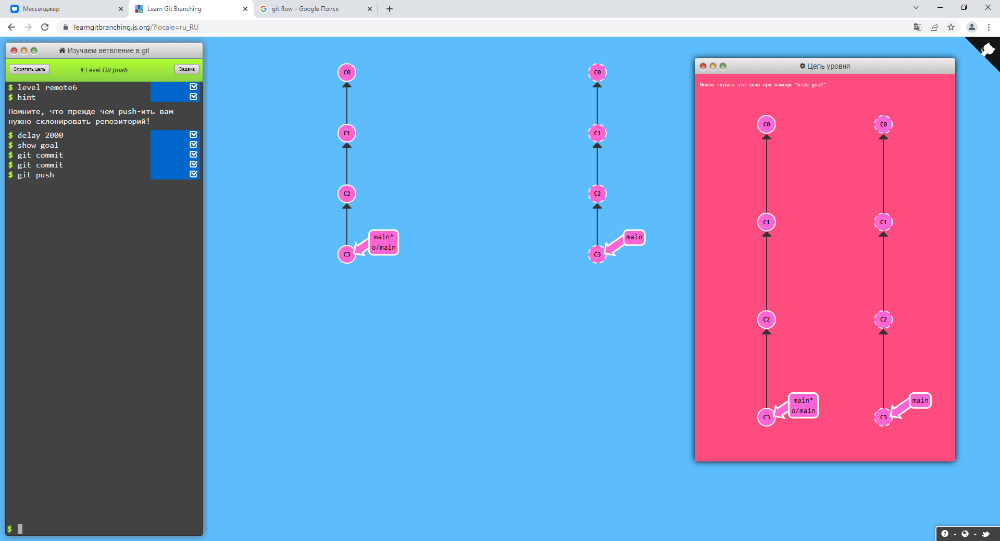 Мессенджер
Learn Git Branching
git flow – Google Поиск
learngitbranching.js.org/?locale=ru_RU
Изучаем ветвление в git
Спрятать цель
Level Git push
Задача
$ level remote6
$ hint
Помните, что прежде чем push-ить вам
нужно склонировать репозиторий!
$ delay 2000
$ show goal
$ git commit
$ git commit
$ git push
$
C0
C1
C2
C3
main*
o/main
C0
C1
C2
C3
main
Цель уровня
Можно скрыть это окно при помощи "hide goal"
C0
C1
C2
C3
main*
o/main
C0
C1
C2
C3
main